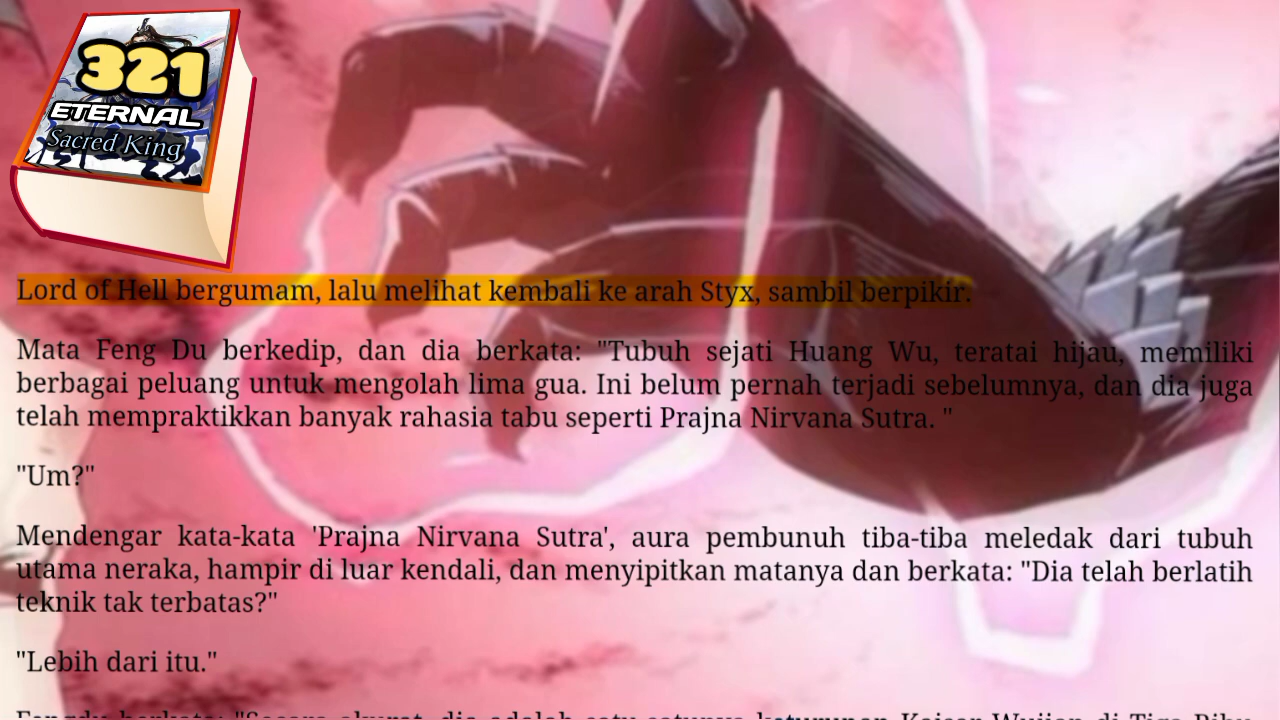 321
ETERNAL
Sacred King
Lord of Hell bergumam, lalu melihat kembali ke arah Styx, sambil berpikir.
Mata Feng Du berkedip, dan dia berkata: "Tubuh sejati Huang Wu, teratai hijau, memiliki
berbagai peluang untuk mengolah lima gua. Ini belum pernah terjadi sebelumnya, dan dia juga
telah mempraktikkan banyak rahasia tabu seperti Prajna Nirvana Sutra. "
"Um?"
Mendengar kata-kata 'Prajna Nirvana Sutra', aura pembunuh tiba-tiba meledak dari tubuh
utama neraka, hampir di luar kendali, dan menyipitkan matanya dan berkata: "Dia telah berlatih
teknik tak terbatas?"
"Lebih dari itu."